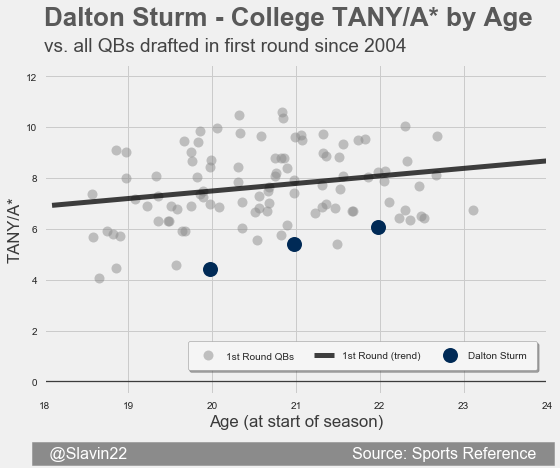 Dalton Sturm - College TANY/A* by Age
vs. all QBs drafted in first round since 2004
12
10
8
6
4
2
0
TANY/A*
1st Round QBs
1st Round (trend)
Dalton Sturm
18
19
20
21
22
23
24
Age (at start of season)
@Slavin22
Source: Sports Reference